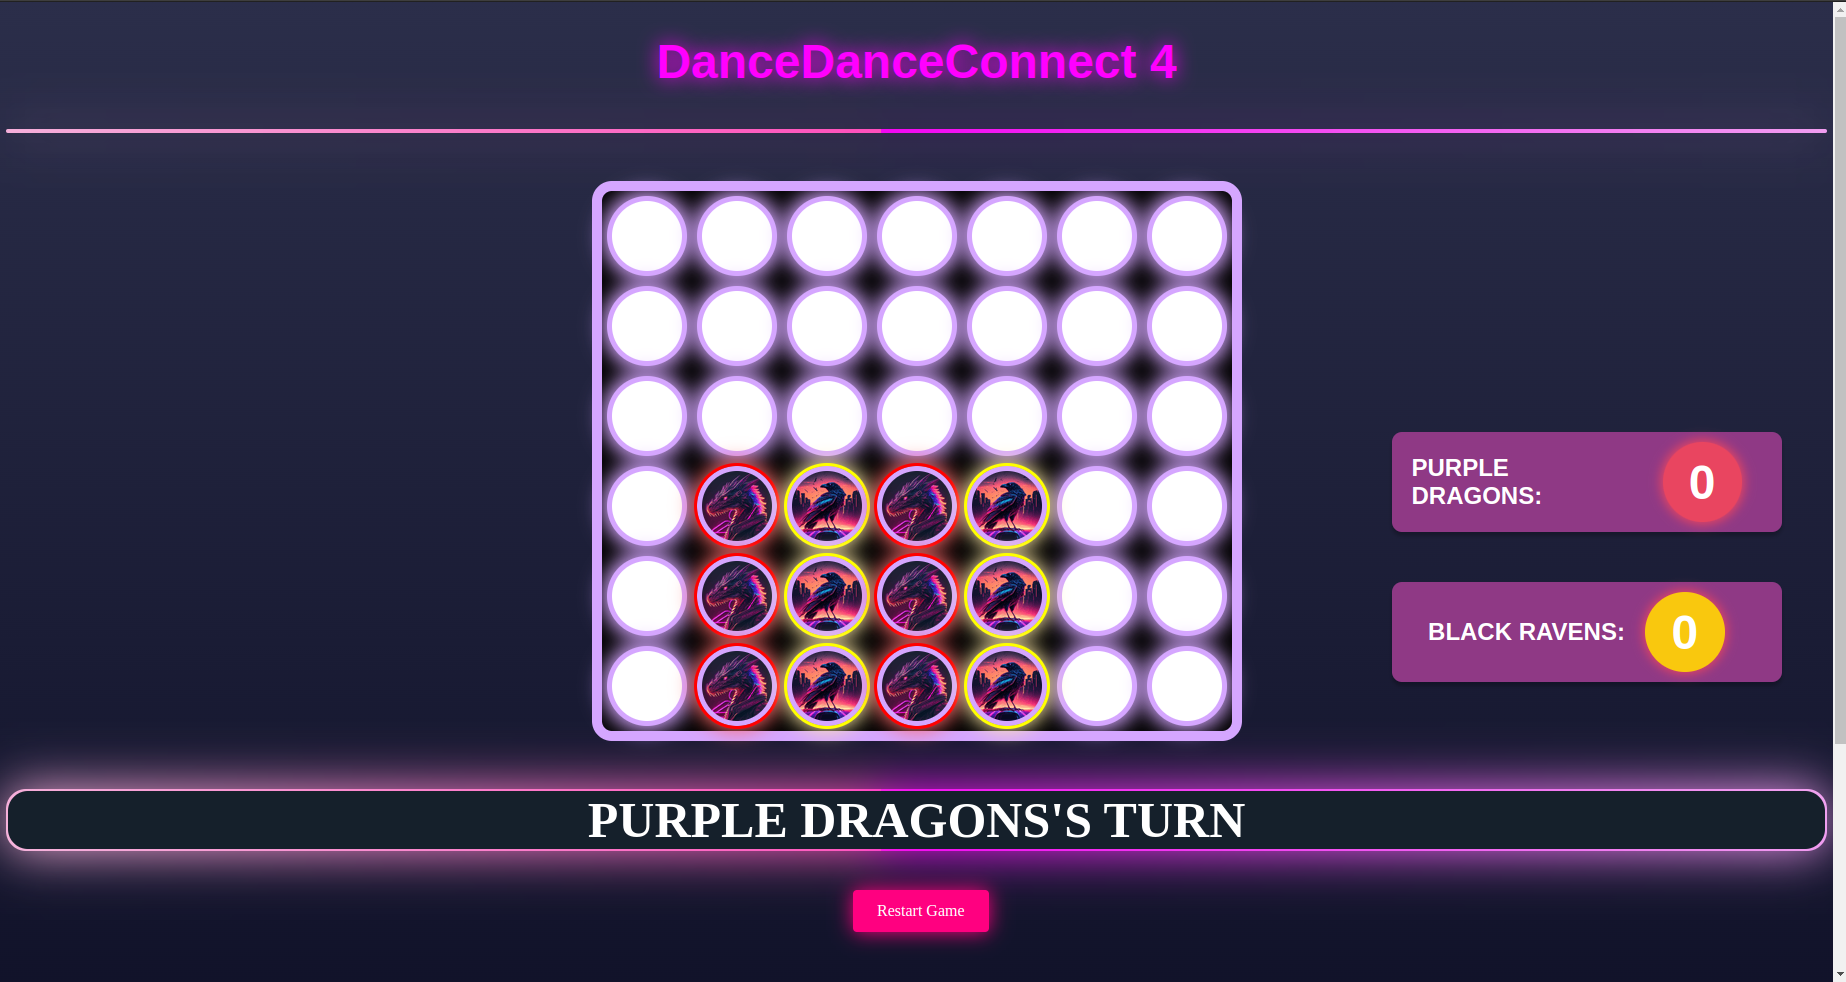 DanceDanceConnect 4
PURPLE
DRAGONS:
0
BLACK RAVENS:
0
PURPLE DRAGONS'S TURN
Restart Game